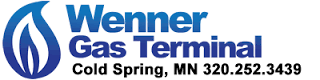 Wenner
Gas Terminal
Cold Spring, MN 320.252.3439